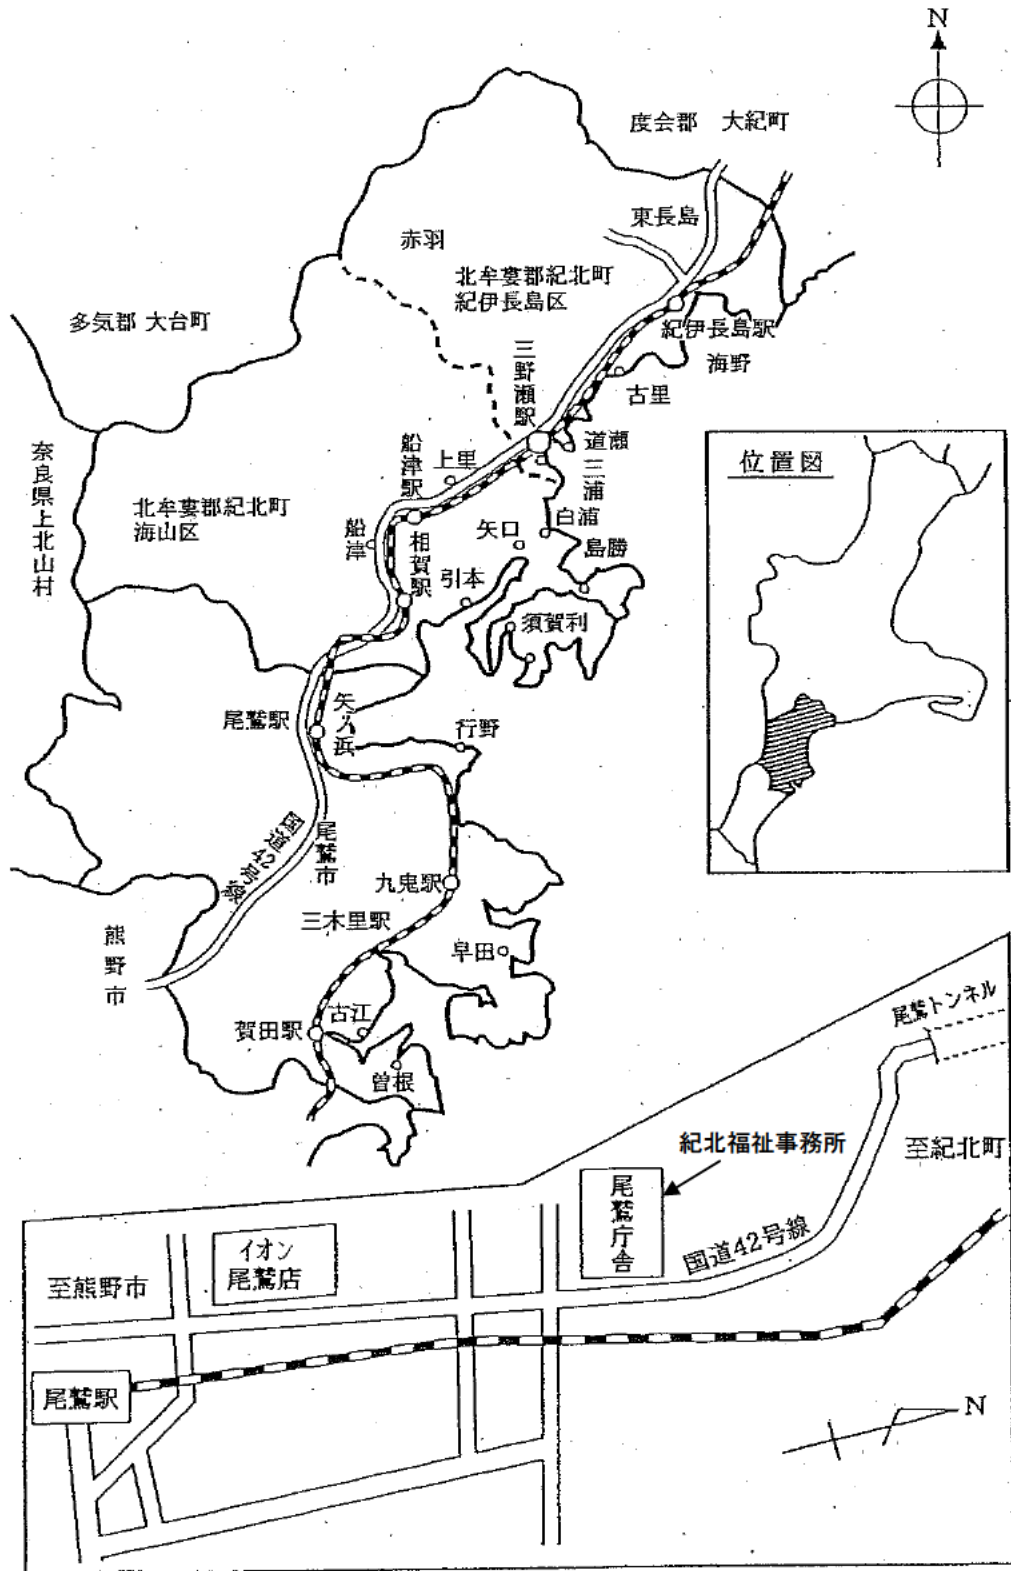 N
度会郡 大紀町
東長島
赤羽
北牟婁郡紀北町
紀伊長島区
多気郡 大台町
紀伊長島駅
海野
三野瀬駅
古里
道瀬
三浦
船津駅
上里
奈良県上北山村
北牟婁郡紀北町
海山区
船津
相賀駅
矢口
白浦
島勝
引本
須賀利
位置図
尾鷲駅
矢ノ浜
行野
国道42号線
尾鷲市
九鬼駅
三木里駅
早田
熊野市
古江
賀田駅
曽根
尾鷲トンネル
紀北福祉事務所
至紀北町
尾鷲庁舎
イオン
尾鷲店
国道42号線
至熊野市
尾鷲駅
N